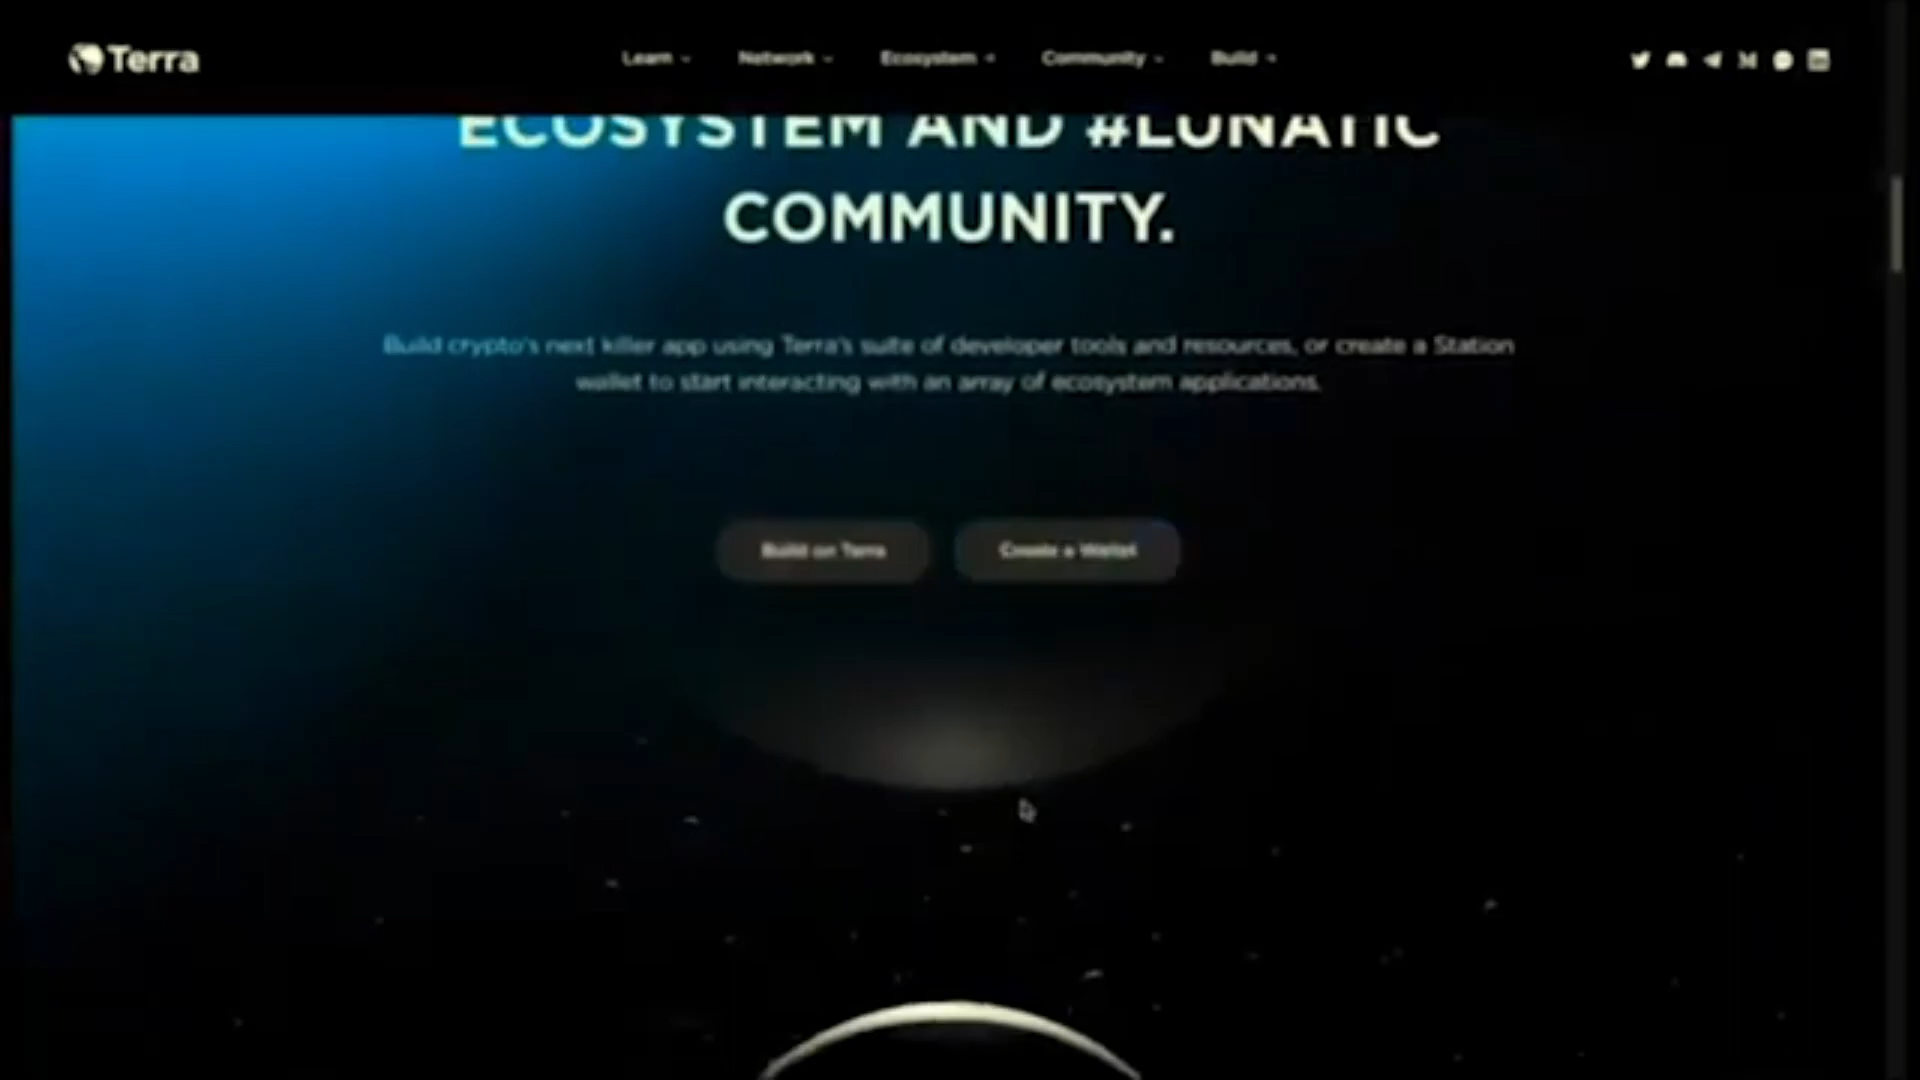 Terra
Learn
Network
Ecosystem
Community
Build
ECOSYSTEM AND #LUNATIC
COMMUNITY.
Build crypto's next killer app using Terra's suite of developer tools and resources, or create a Station
wallet to start interacting with an array of ecosystem applications.
Build on Terra
Create a Wallet